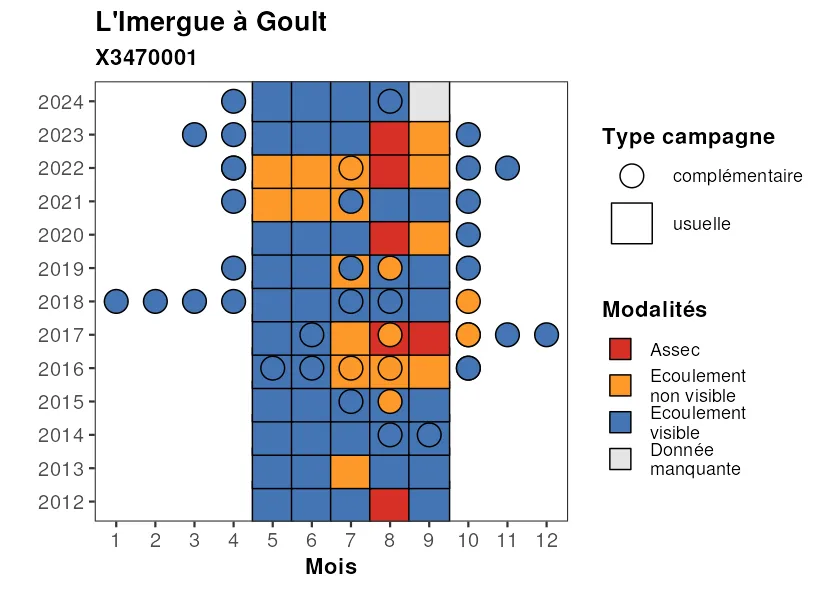 L'Imergue à Goult
X3470001
2024
2023
2022
2021
2020
2019
2018
2017
2016
2015
2014
2013
2012
1 2 3 4 5 6 7 8 9 10 11 12
Mois
Type campagne
complémentaire
usuelle
Modalités
Assec
Ecoulement
non visible
Ecoulement
visible
Donnée
manquante